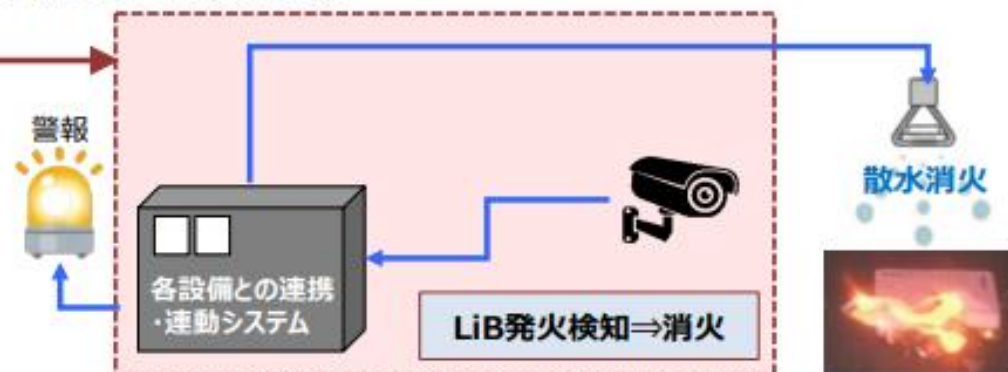 警報
散水消火
各設備との連携
・連動システム
LiB発火検知⇒消火